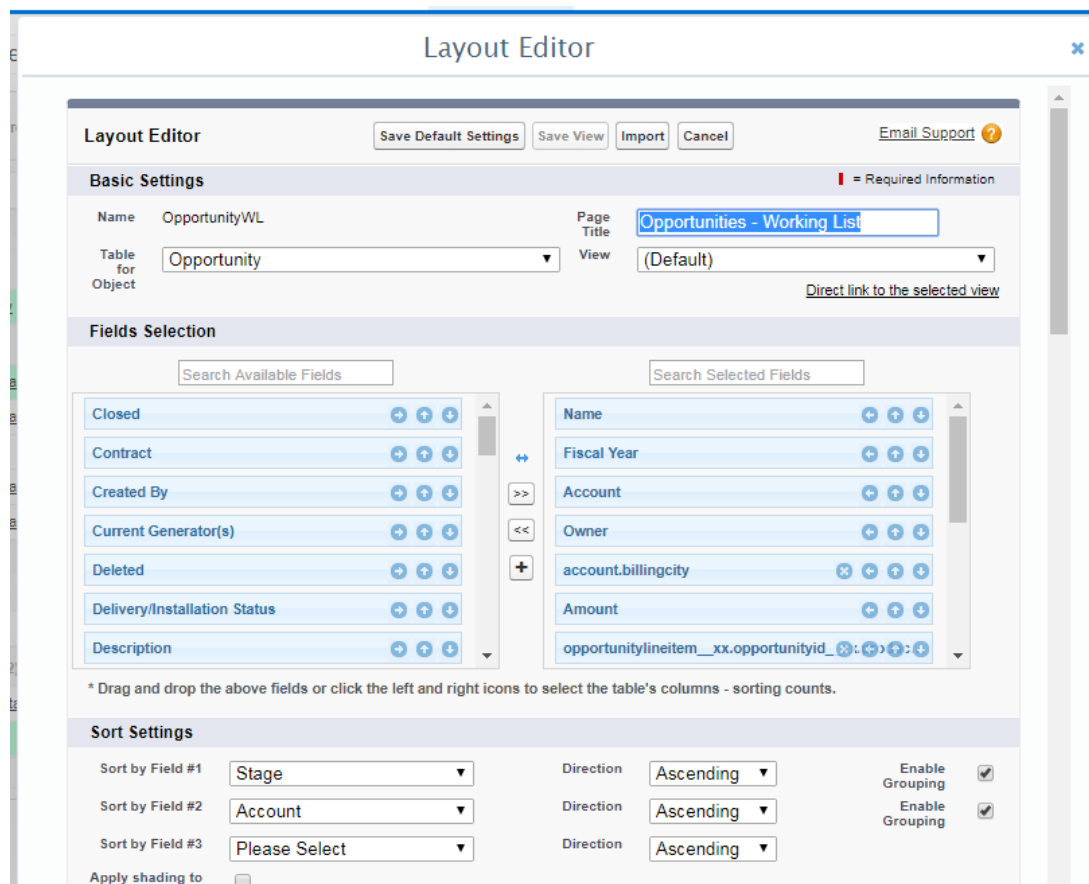 Layout Editor
Layout Editor
Save Default Settings
Save View
Import
Cancel
Email Support ?
Basic Settings
= Required Information
Name
OpportunityWL
Page
Title
Opportunities - Working List
Table
for
Object
Opportunity
View
(Default)
Direct link to the selected view
Fields Selection
Search Available Fields
Search Selected Fields
Closed
Name
Contract
Fiscal Year
Created By
>>
Account
Current Generator(s)
<<
Owner
Deleted
+
account.billingcity
Delivery/Installation Status
Amount
Description
opportunitylineitem__xx.opportunityid_
* Drag and drop the above fields or click the left and right icons to select the table's columns - sorting counts.
Sort Settings
Sort by Field #1
Stage
Direction
Ascending
Enable
Grouping
Sort by Field #2
Account
Direction
Ascending
Enable
Grouping
Sort by Field #3
Please Select
Direction
Ascending
Apply shading to